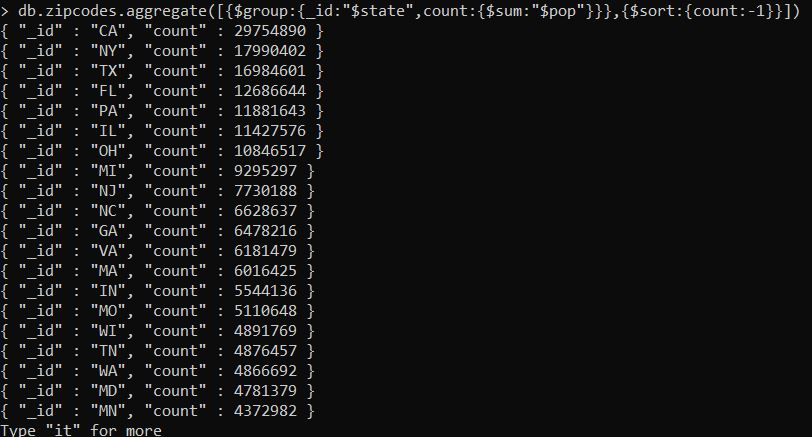 > db.zipcodes.aggregate([{$group:{_id:"$state",count:{$sum:"$pop"}}},{$sort:{count:-1}}])
{ "_id" : "CA", "count" : 29754890 }
{ "_id" : "NY", "count" : 17990402 }
{ "_id" : "TX", "count" : 16984601 }
{ "_id" : "FL", "count" : 12686644 }
{ "_id" : "PA", "count" : 11881643 }
{ "_id" : "IL", "count" : 11427576 }
{ "_id" : "OH", "count" : 10846517 }
{ "_id" : "MI", "count" : 9295297 }
{ "_id" : "NJ", "count" : 7730188 }
{ "_id" : "NC", "count" : 6628637 }
{ "_id" : "GA", "count" : 6478216 }
{ "_id" : "VA", "count" : 6181479 }
{ "_id" : "MA", "count" : 6016425 }
{ "_id" : "IN", "count" : 5544136 }
{ "_id" : "MO", "count" : 5110648 }
{ "_id" : "WI", "count" : 4891769 }
{ "_id" : "TN", "count" : 4876457 }
{ "_id" : "WA", "count" : 4866692 }
{ "_id" : "MD", "count" : 4781379 }
{ "_id" : "MN", "count" : 4372982 }
Type "it" for more